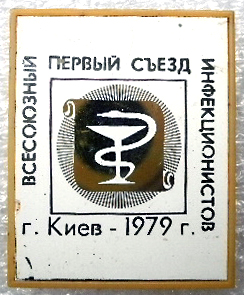 ВСЕСОЮЗНЫЙ
ПЕРВЫЙ СЪЕЗД
ИНФЕКЦИОНИСТОВ
г. Киев - 1979 г.